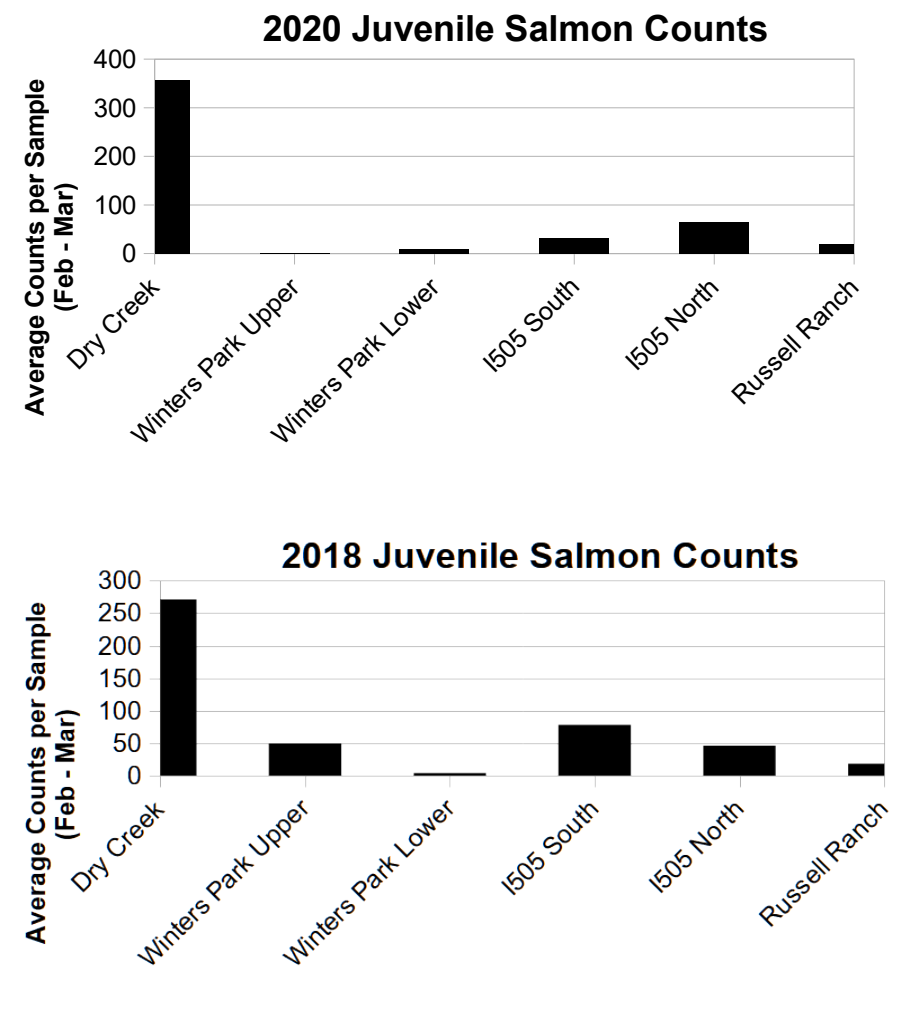 2020 Juvenile Salmon Counts
Average Counts per Sample
(Feb - Mar)
400
300
200
100
0
Dry Creek
Winters Park Upper
Winters Park Lower
I505 South
I505 North
Russell Ranch
2018 Juvenile Salmon Counts
Average Counts per Sample
(Feb - Mar)
300
250
200
150
100
50
0
Dry Creek
Winters Park Upper
Winters Park Lower
I505 South
I505 North
Russell Ranch